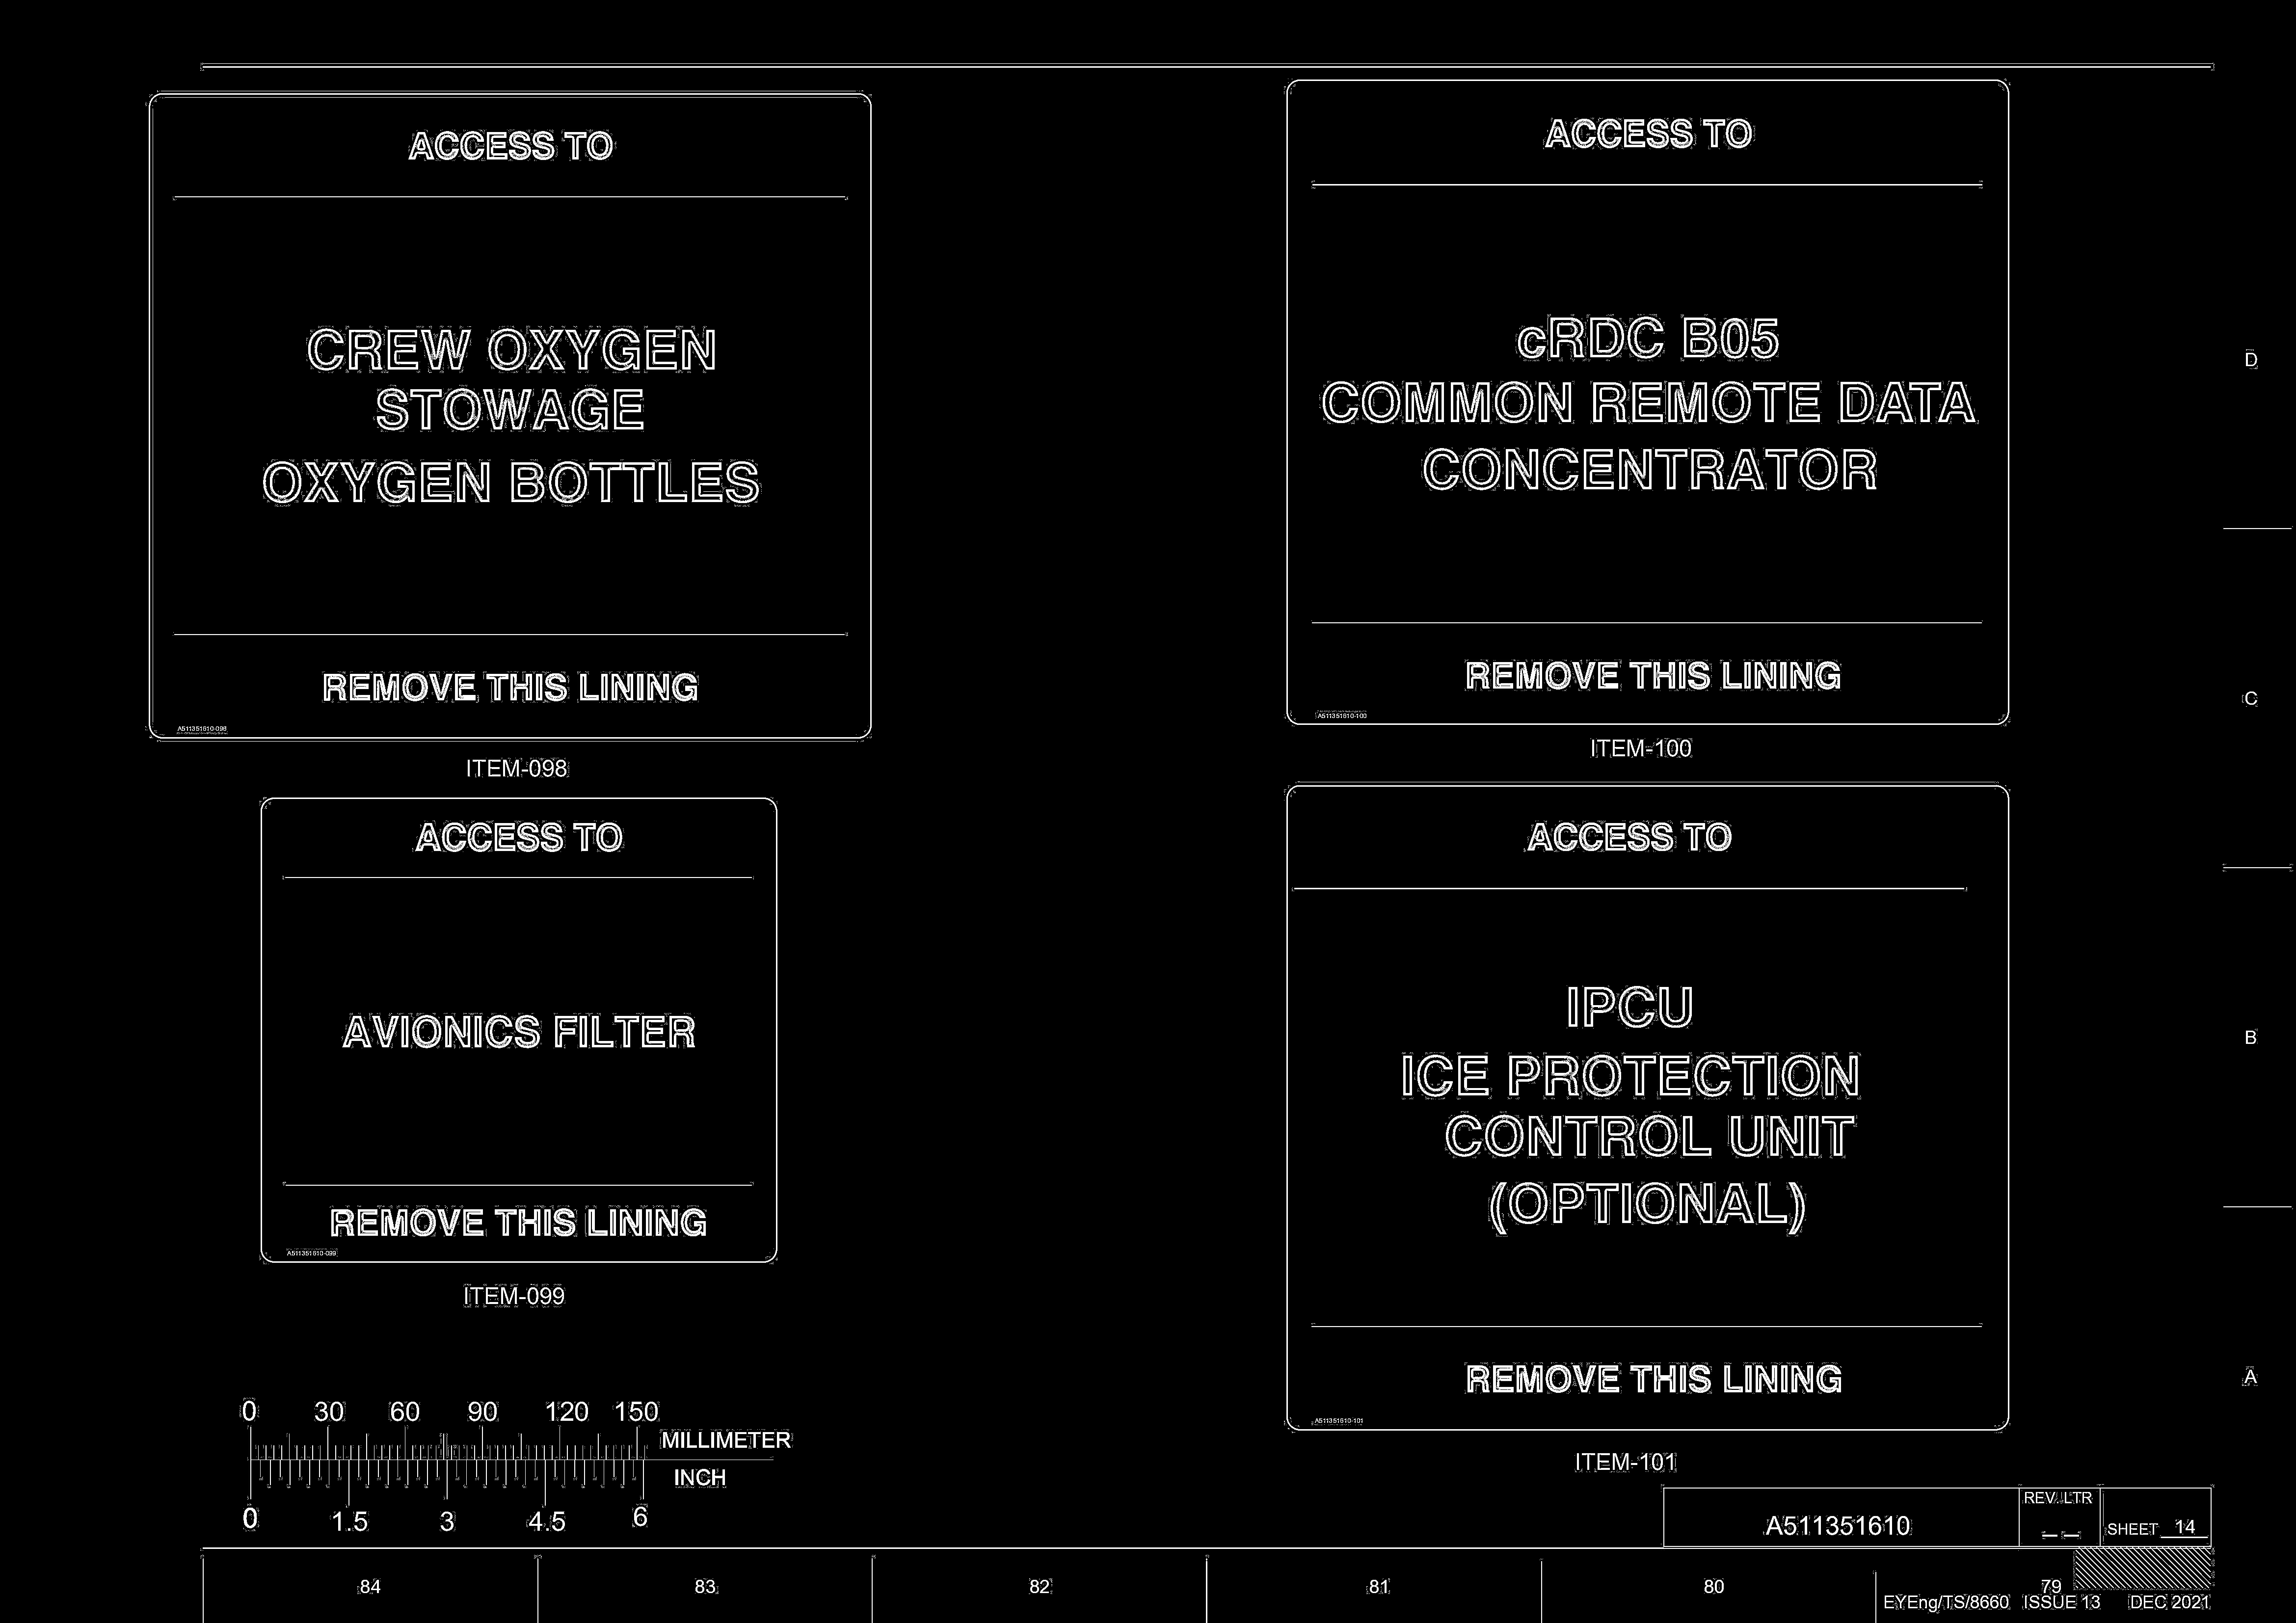 ACCESS TO
CREW OXYGEN
STOWAGE
OXYGEN BOTTLES
REMOVE THIS LINING
A511351610-098
ITEM-098
ACCESS TO
cRDC B05
COMMON REMOTE DATA
CONCENTRATOR
REMOVE THIS LINING
A511351610-100
ITEM-100
ACCESS TO
AVIONICS FILTER
REMOVE THIS LINING
A511351610-099
ITEM-099
ACCESS TO
IPCU
ICE PROTECTION
CONTROL UNIT
(OPTIONAL)
REMOVE THIS LINING
A511351610-101
ITEM-101
D
C
B
A
0 30 60 90 120 150
MILLIMETER
INCH
0 1.5 3 4.5 6
A511351610
REV LTR
— —
SHEET 14
84 83 82 81 80 79
EYEng/TS/8660 ISSUE 13 DEC 2021